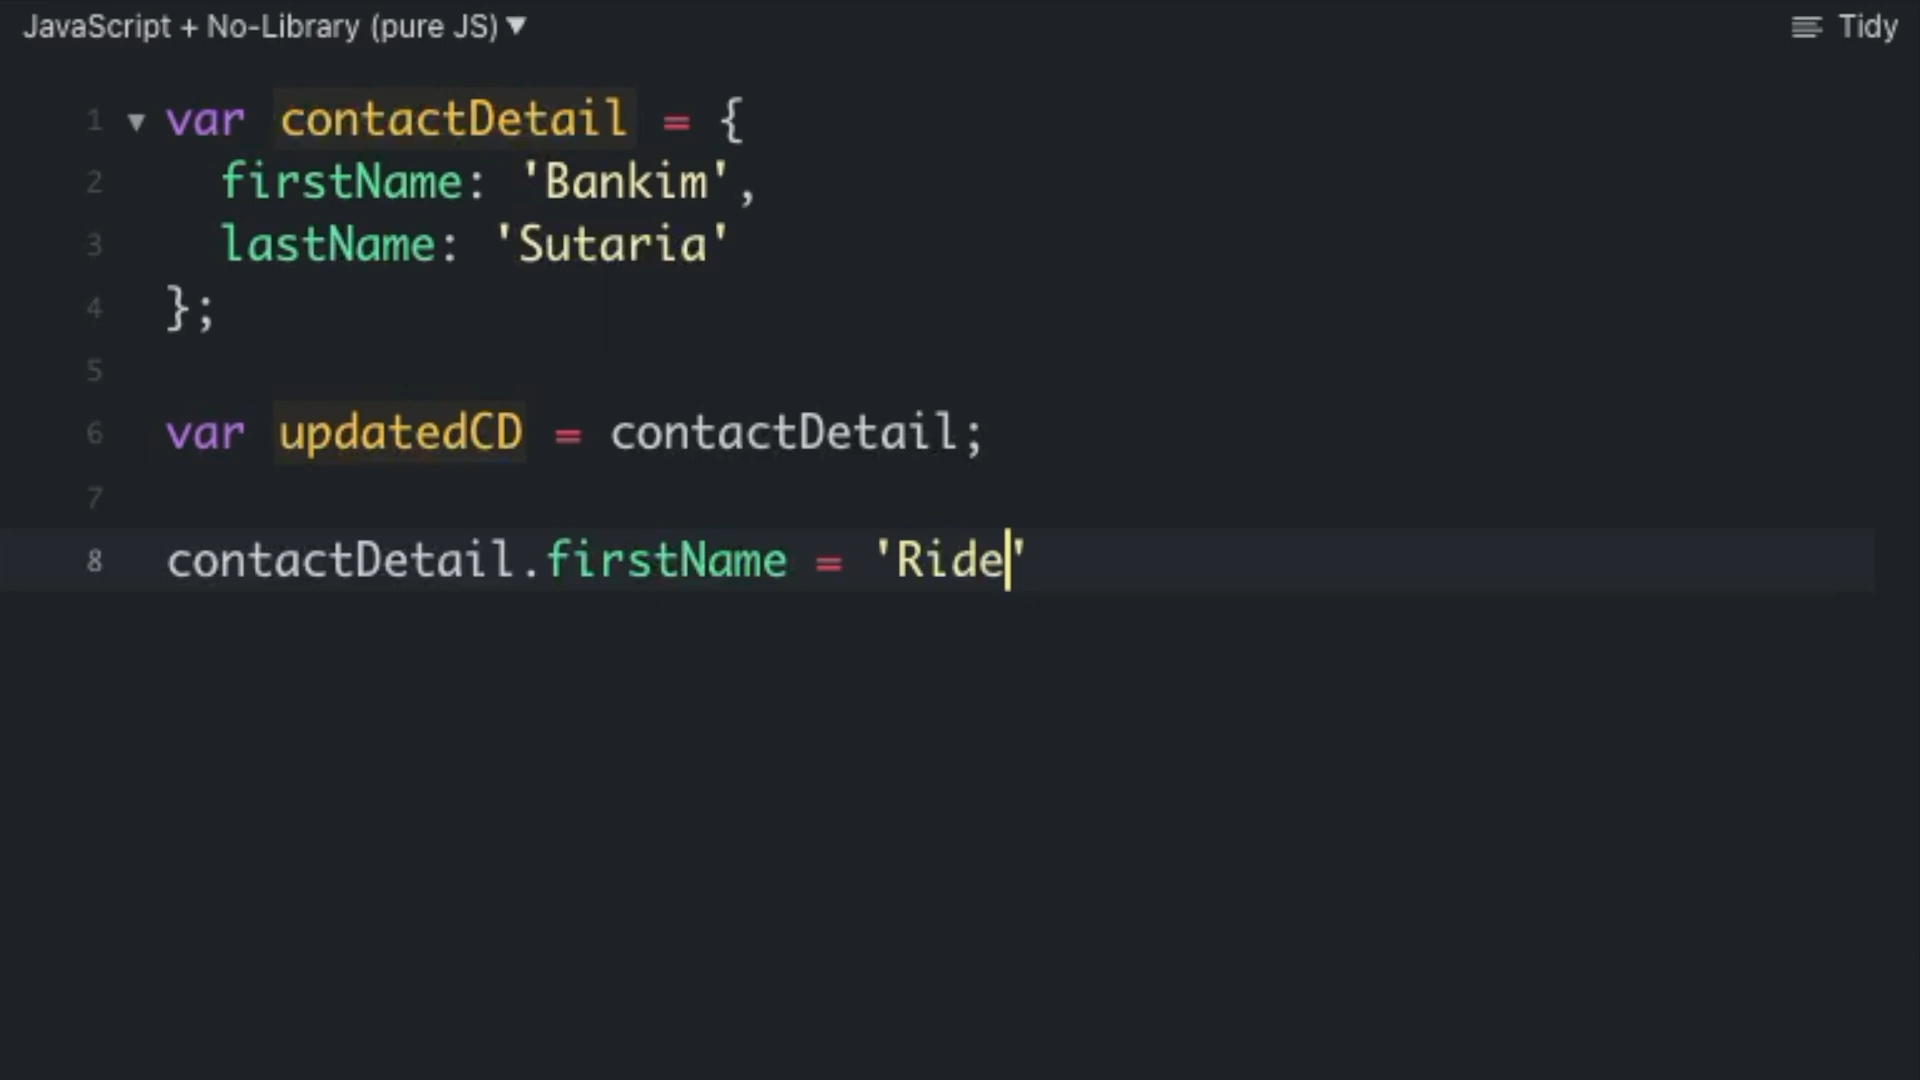 JavaScript + No-Library (pure JS) ▼
Tidy
1 ▼ var contactDetail = {
2 firstName: 'Bankim',
3 lastName: 'Sutaria'
4 };
5
6 var updatedCD = contactDetail;
7
8 contactDetail.firstName = 'Ride'